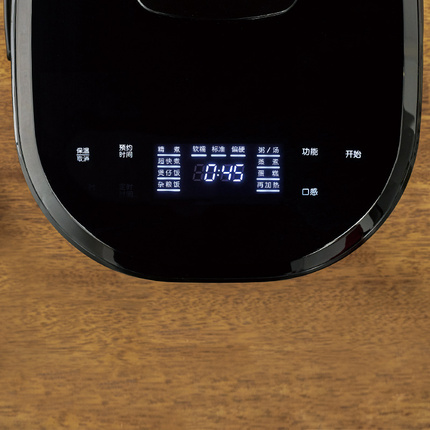 保温
取消
预约
时间
精 煮
超快煮
煲仔饭
杂粮饭
软糯 标准 偏硬
0:45
粥/汤
蒸 煮
蛋 糕
再加热
功能
口感
开始